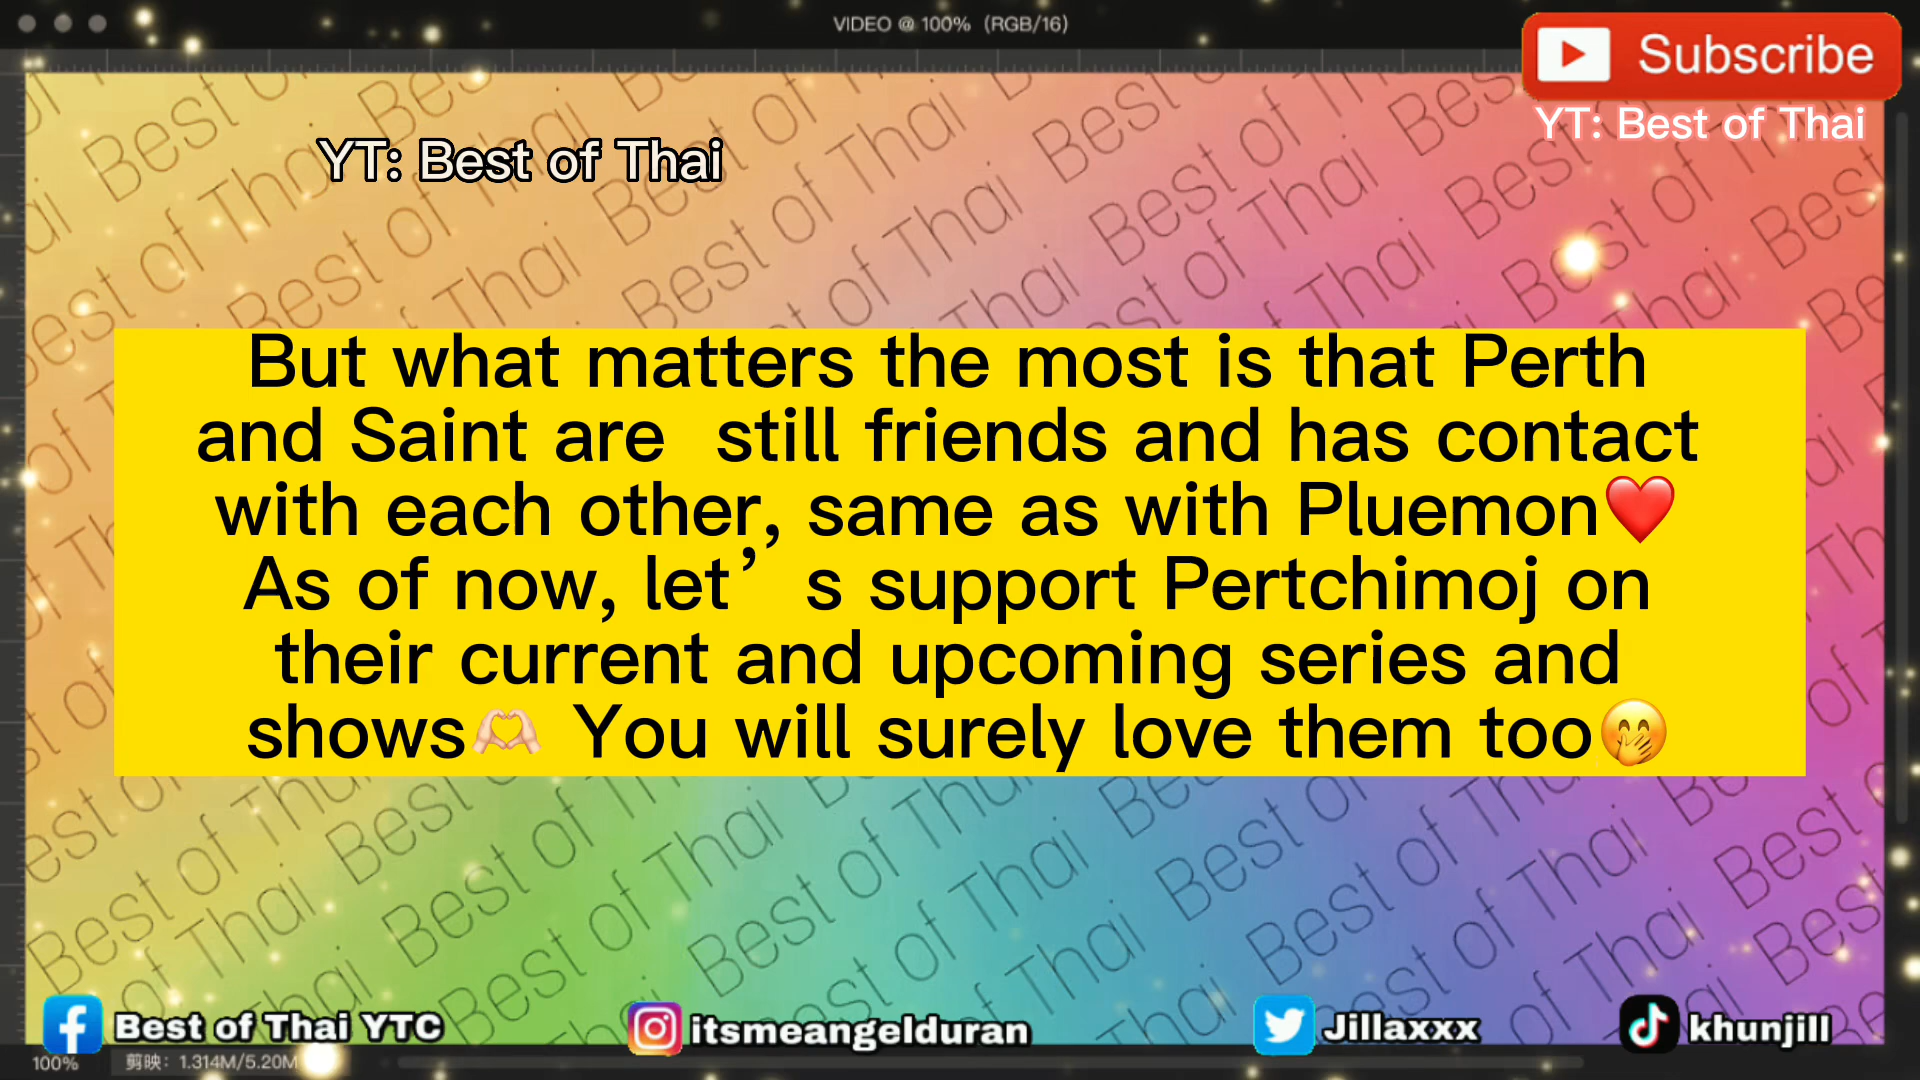 VIDEO @ 100% (RGB/16)
Subscribe
YT: Best of Thai
YT: Best of Thai
But what matters the most is that Perth
and Saint are still friends and has contact
with each other, same as with Pluemon❤️
As of now, let’s support Pertchimoj on
their current and upcoming series and
shows🫶🏻 You will surely love them too🤭
Best of Thai YTC
itsmeangelduran
Jillaxxx
khunjill
100%
剪映: 1.314M/5.20M